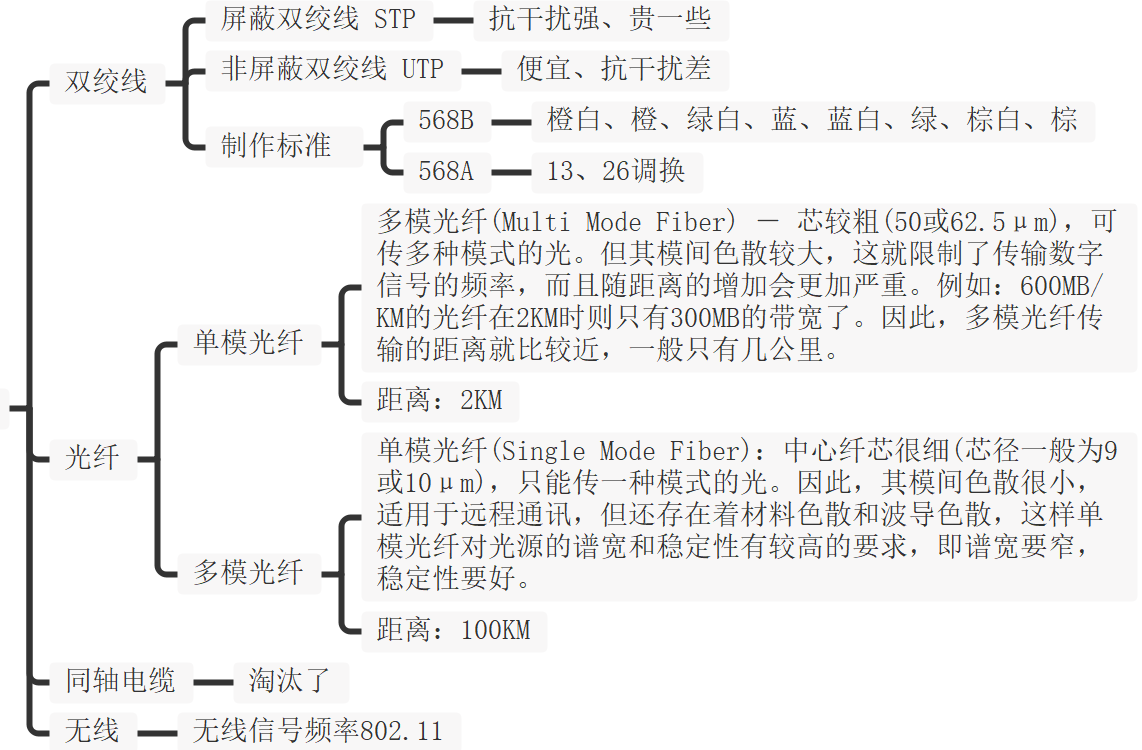 双绞线
屏蔽双绞线 STP
抗干扰强、贵一些
非屏蔽双绞线 UTP
便宜、抗干扰差
制作标准
568B
橙白、橙、绿白、蓝、蓝白、绿、棕白、棕
568A
13、26调换
光纤
单模光纤
多模光纤(Multi Mode Fiber) － 芯较粗(50或62.5μm)，可
传多种模式的光。但其模间色散较大，这就限制了传输数字
信号的频率，而且随距离的增加会更加严重。例如：600MB/
KM的光纤在2KM时则只有300MB的带宽了。因此，多模光纤传
输的距离就比较近，一般只有几公里。
距离：2KM
多模光纤
单模光纤(Single Mode Fiber)：中心纤芯很细(芯径一般为9
或10μm)，只能传一种模式的光。因此，其模间色散很小，
适用于远程通讯，但还存在着材料色散和波导色散，这样单
模光纤对光源的谱宽和稳定性有较高的要求，即谱宽要窄，
稳定性要好。
距离：100KM
同轴电缆
淘汰了
无线
无线信号频率802.11